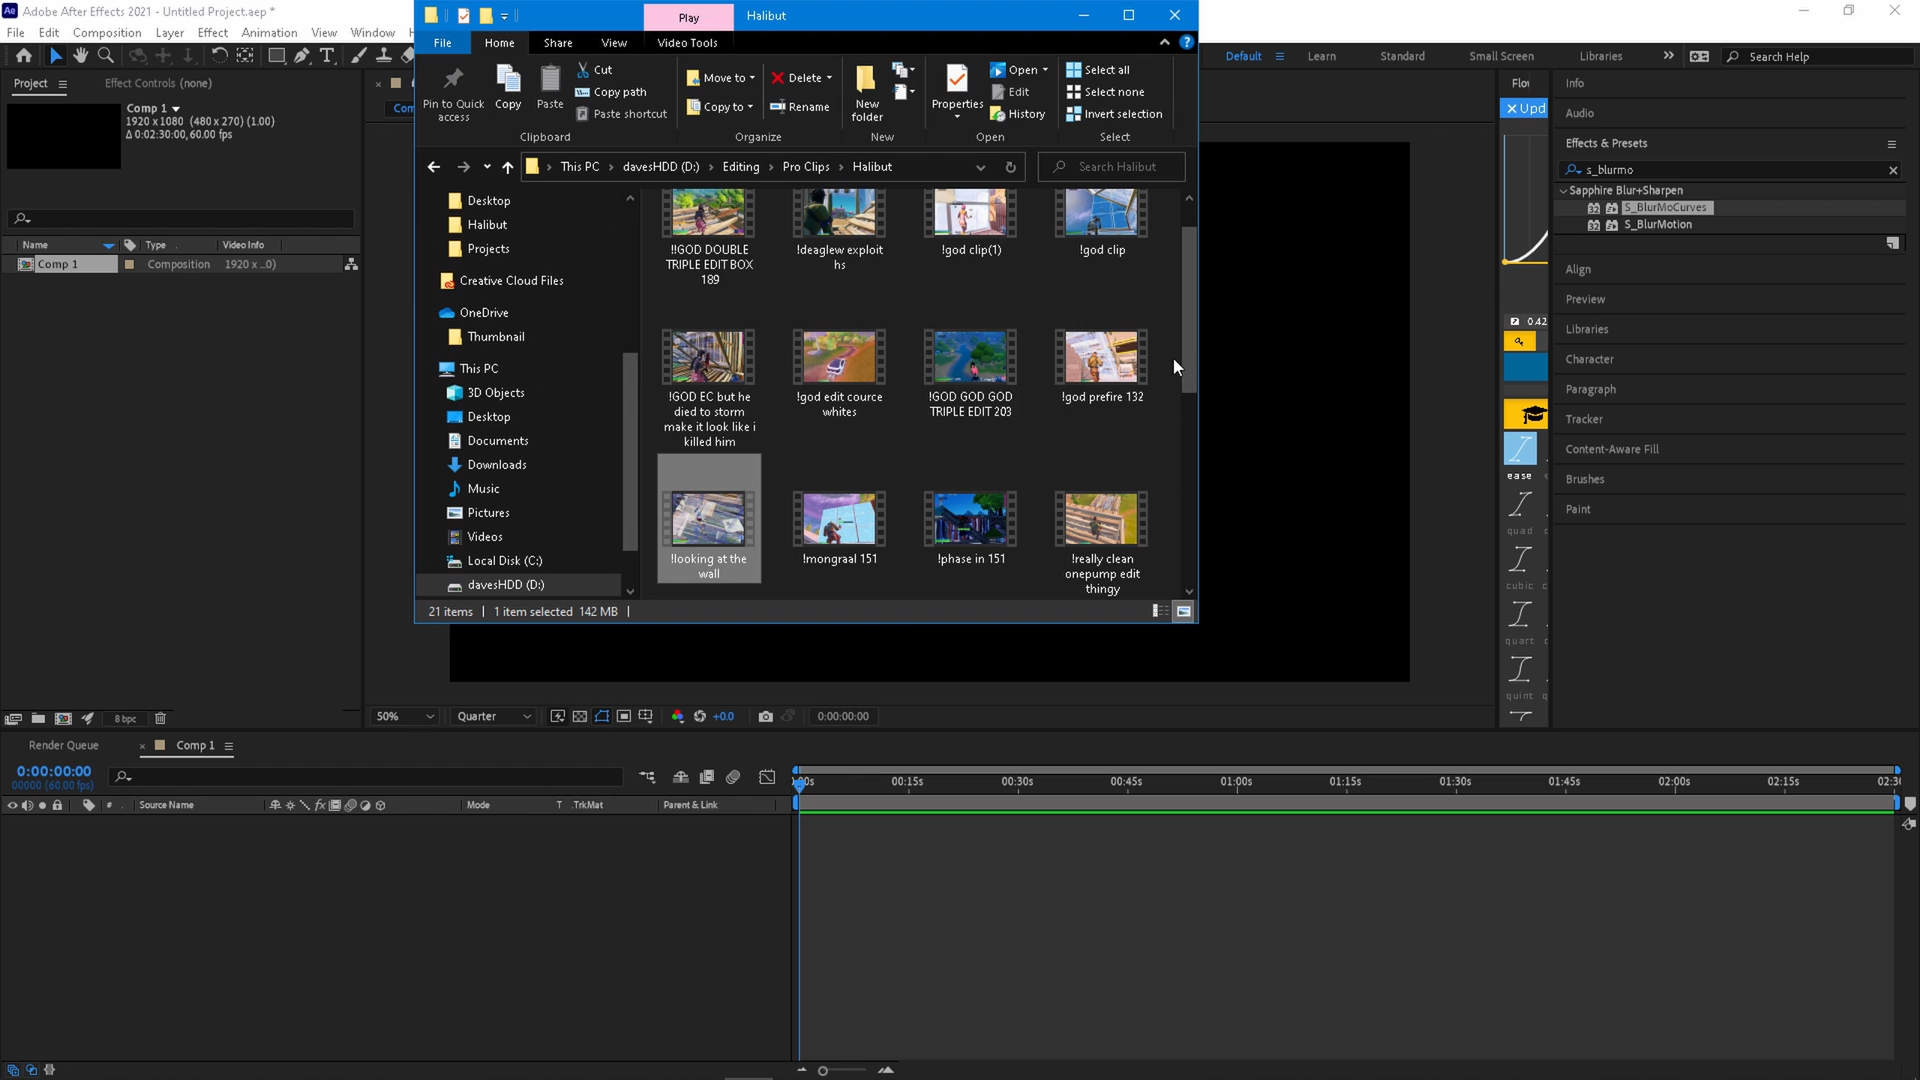 Adobe After Effects 2021 - Untitled Project.aep *
File Edit Composition Layer Effect Animation View Window
Play Halibut
File Home Share View Video Tools
Default Learn Standard Small Screen Libraries Search Help
Project Effect Controls (none)
Comp 1
1920 x 1080 (480 x 270) (1.00)
Δ 0:02:30:00, 60.00 fps
Name Type Video Info
Comp 1 Composition 1920 x ...0)
8 bpc
Pin to Quick access
Copy
Paste
Cut
Copy path
Paste shortcut
Clipboard
Move to
Copy to
Delete
Rename
Organize
New folder
New
Properties
Open
Edit
History
Open
Select all
Select none
Invert selection
Select
This PC > davesHDD (D:) > Editing > Pro Clips > Halibut
Search Halibut
Desktop
Halibut
Projects
Creative Cloud Files
OneDrive
Thumbnail
This PC
3D Objects
Desktop
Documents
Downloads
Music
Pictures
Videos
Local Disk (C:)
davesHDD (D:)
!!GOD DOUBLE
TRIPLE EDIT BOX
189
!deaglew exploit
hs
!god clip(1)
!god clip
!GOD EC but he
died to storm
make it look like i
killed him
!god edit cource
whites
!GOD GOD GOD
TRIPLE EDIT 203
!god prefire 132
!looking at the
wall
!mongraal 151
!phase in 151
!really clean
onepump edit
thingy
21 items 1 item selected 142 MB
Flo
Upd
0.42
ease
quad
cubic
quart
quint
Info
Audio
Effects & Presets
s_blurmo
Sapphire Blur+Sharpen
S_BlurMoCurves
S_BlurMotion
Align
Preview
Libraries
Character
Paragraph
Tracker
Content-Aware Fill
Brushes
Paint
50% Quarter +0.0 0:00:00:00
Render Queue Comp 1
0:00:00:00
00000 (60.00 fps)
# Source Name Mode T .TrkMat Parent & Link
00:15s 00:30s 00:45s 01:00s 01:15s 01:30s 01:45s 02:00s 02:15s